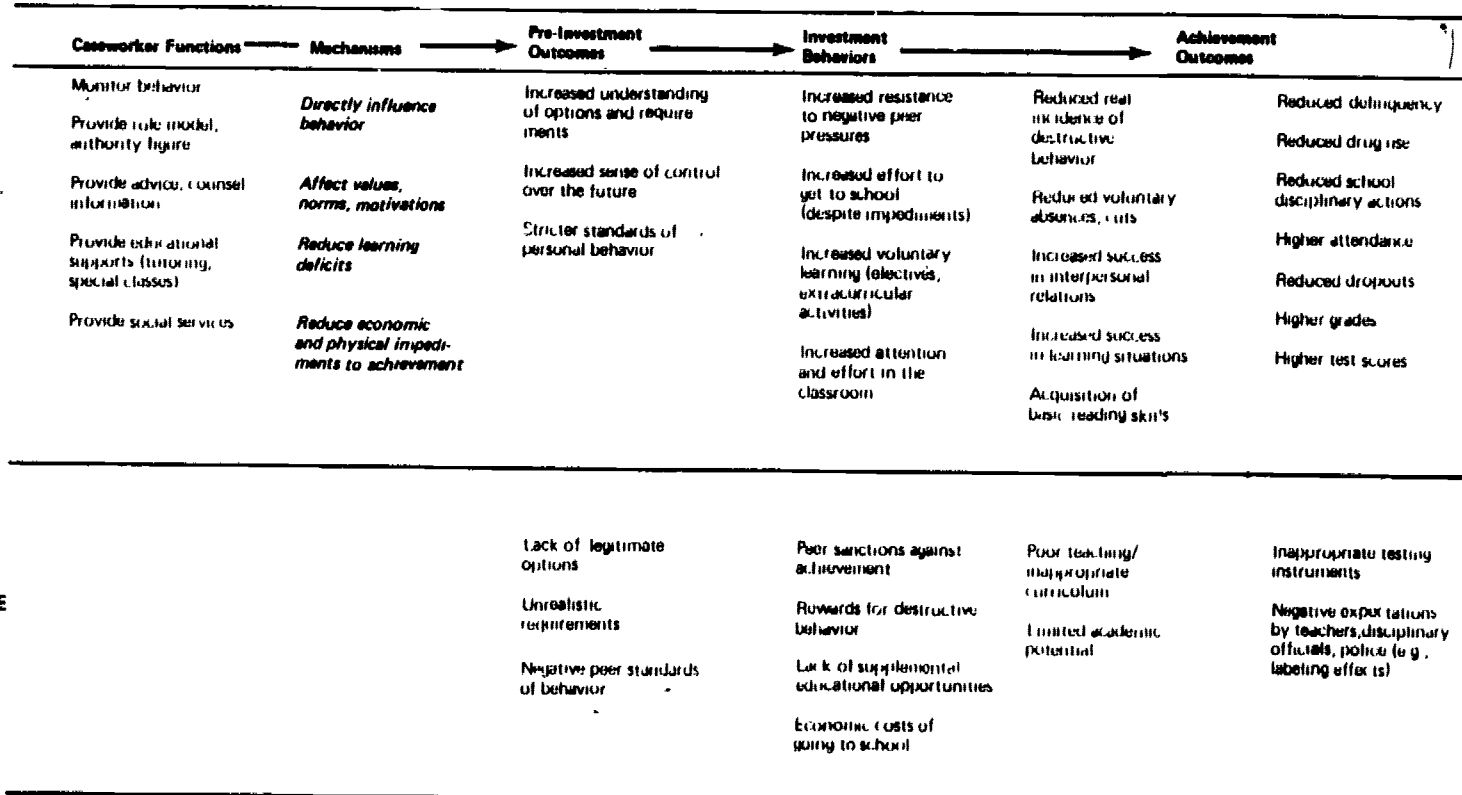 Caseworker Functions
Mechanisms
Pre-Investment
Outcomes
Investment
Behaviors
Achievement
Outcomes
Monitor behavior
Provide role model,
authority figure
Provide advice, counsel
information
Provide educational
supports (tutoring,
special classes)
Provide social services
Directly influence
behavior
Affect values,
norms, motivations
Reduce learning
deficits
Reduce economic
and physical impedi-
ments to achievement
Increased understanding
of options and require
ments
Increased sense of control
over the future
Stricter standards of
personal behavior
Increased resistance
to negative peer
pressures
Increased effort to
get to school
(despite impediments)
Increased voluntary
learning (electives,
extracurricular
activities)
Increased attention
and effort in the
classroom
Reduced real
incidence of
destructive
behavior
Reduced voluntary
absences, cuts
Increased success
in interpersonal
relations
Increased success
in learning situations
Acquisition of
basic reading skills
Reduced delinquency
Reduced drug use
Reduced school
disciplinary actions
Higher attendance
Reduced dropouts
Higher grades
Higher test scores
E
Lack of legitimate
options
Unrealistic
requirements
Negative peer standards
of behavior
Peer sanctions against
achievement
Rewards for destructive
behavior
Lack of supplemental
educational opportunities
Economic costs of
going to school
Poor teaching/
inappropriate
curriculum
Limited academic
potential
Inappropriate testing
instruments
Negative expectations
by teachers, disciplinary
officials, police (e g ,
labeling effects)